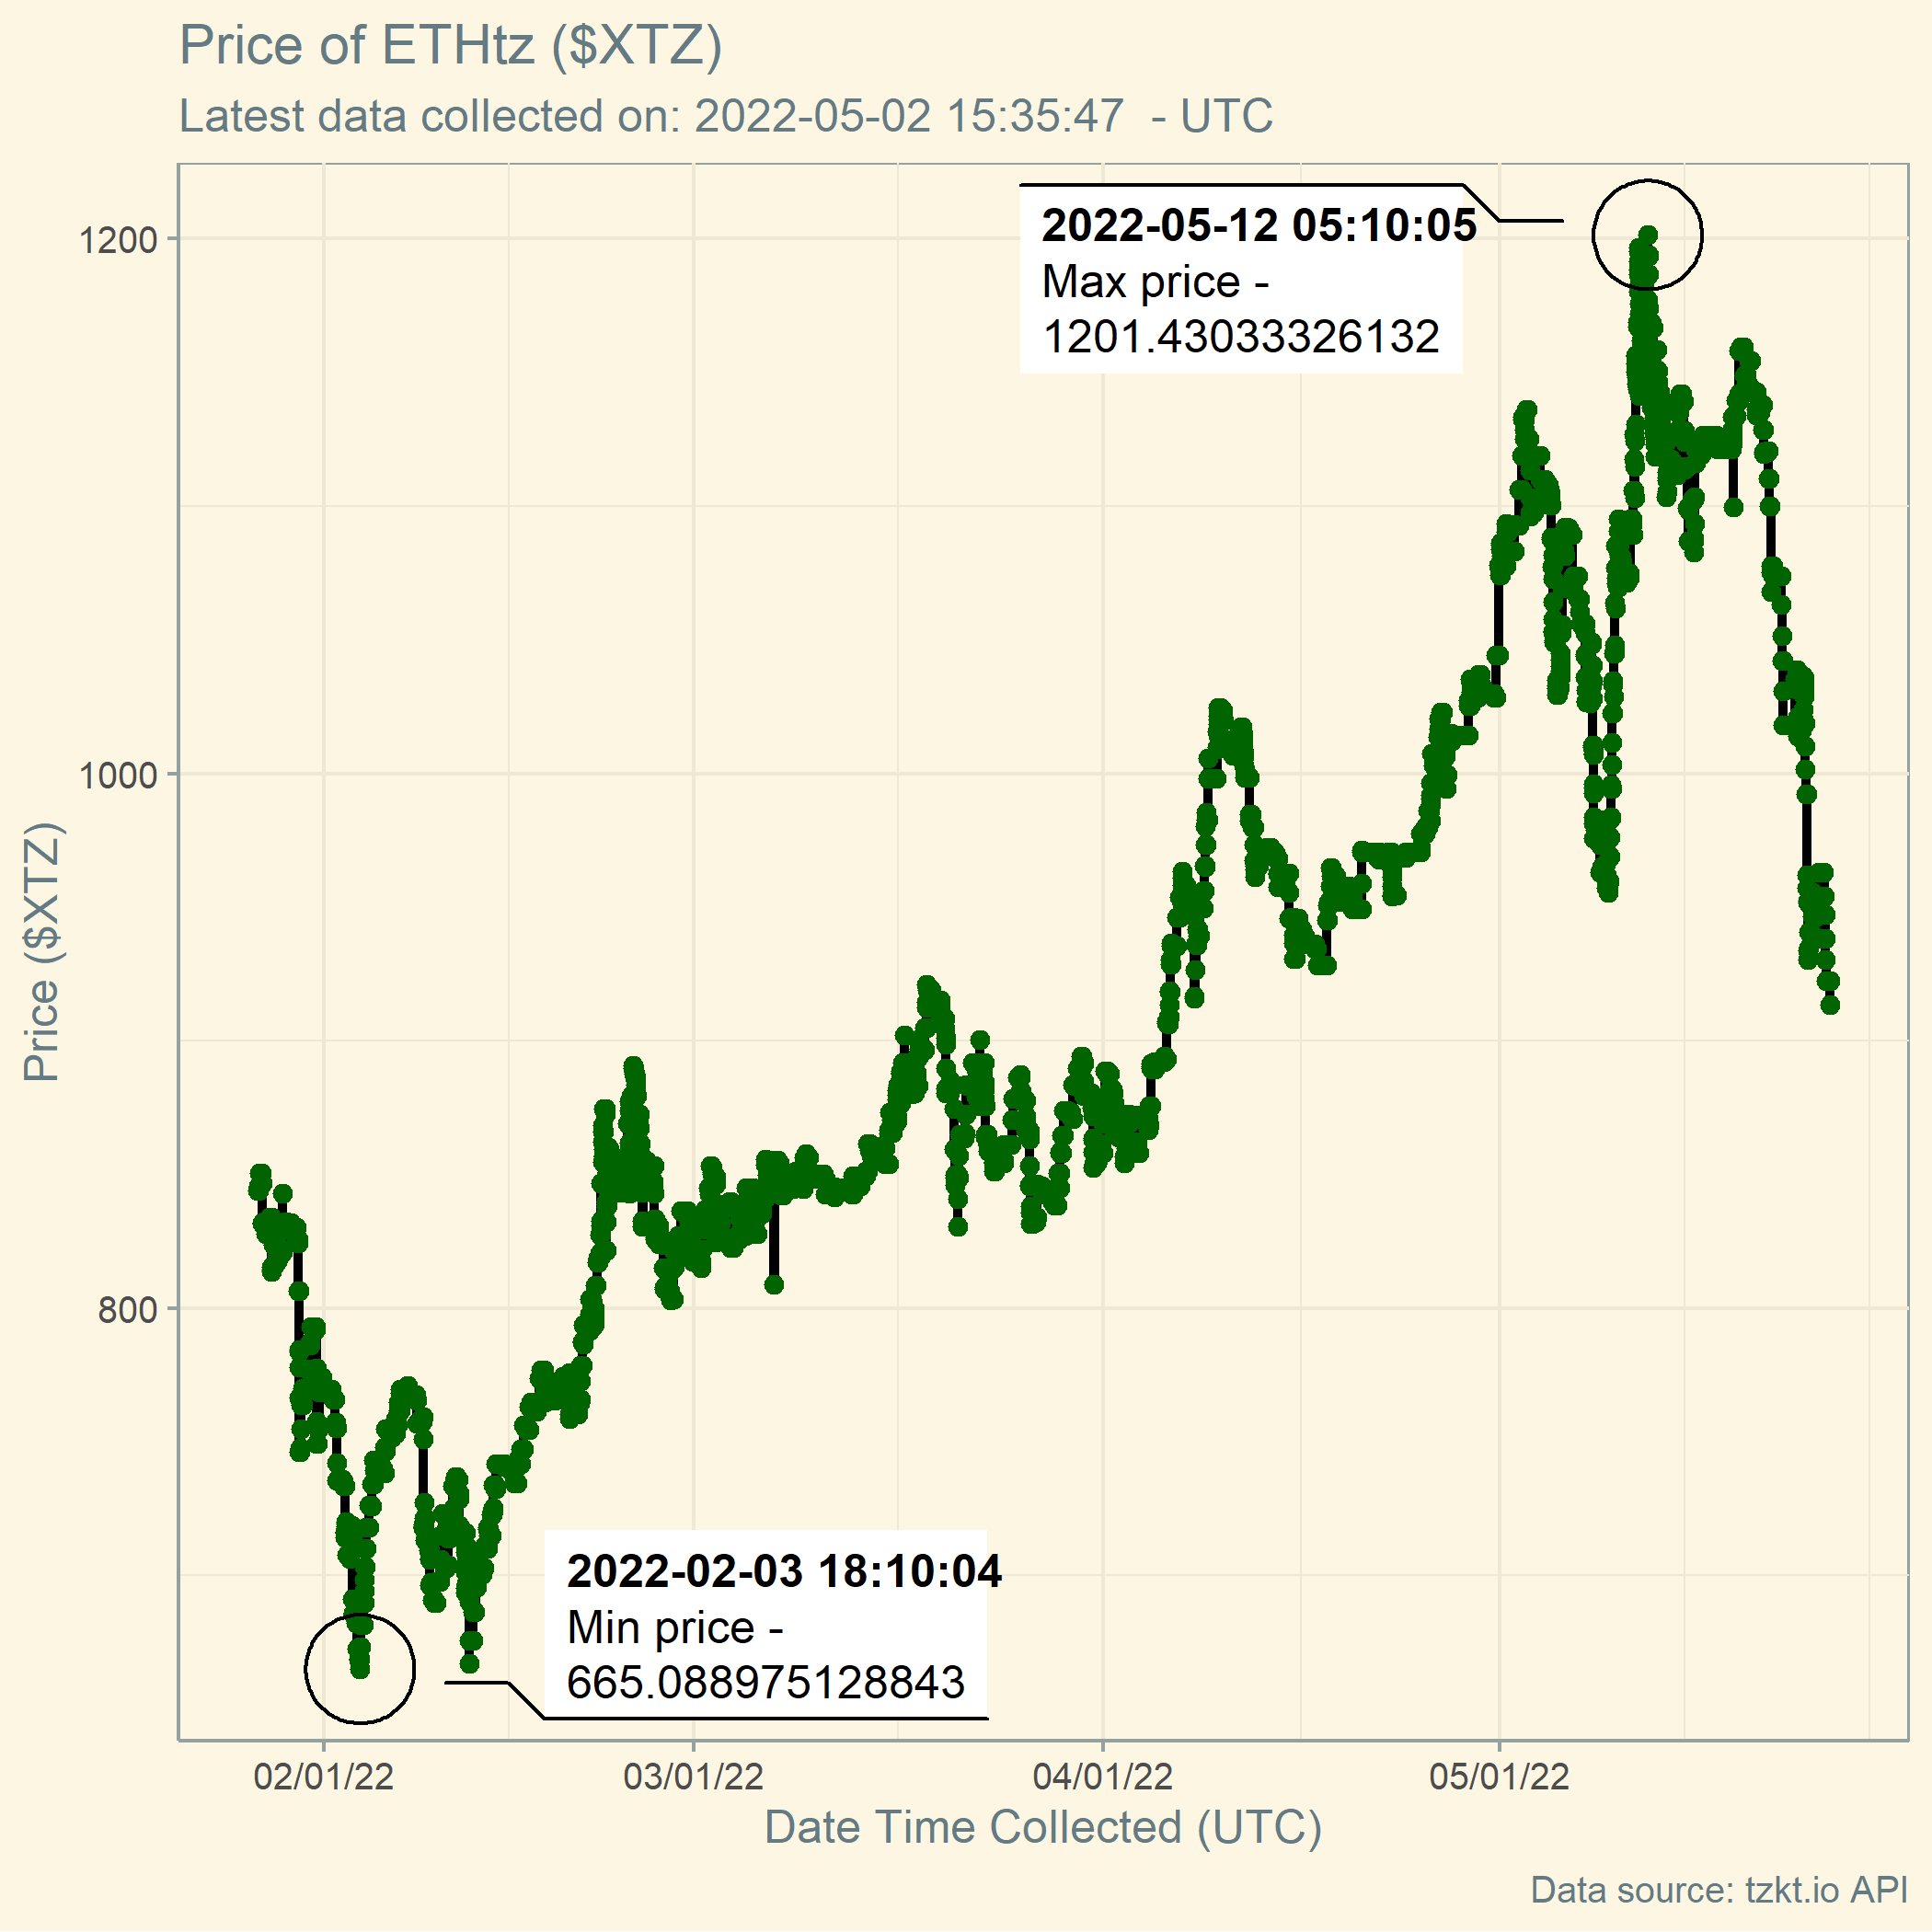 Price of ETHtz ($XTZ)
Latest data collected on: 2022-05-02 15:35:47  - UTC
2022-05-12 05:10:05
Max price -
1201.43033326132
1200
1000
800
Price ($XTZ)
2022-02-03 18:10:04
Min price -
665.088975128843
02/01/22
03/01/22
04/01/22
05/01/22
Date Time Collected (UTC)
Data source: tzkt.io API